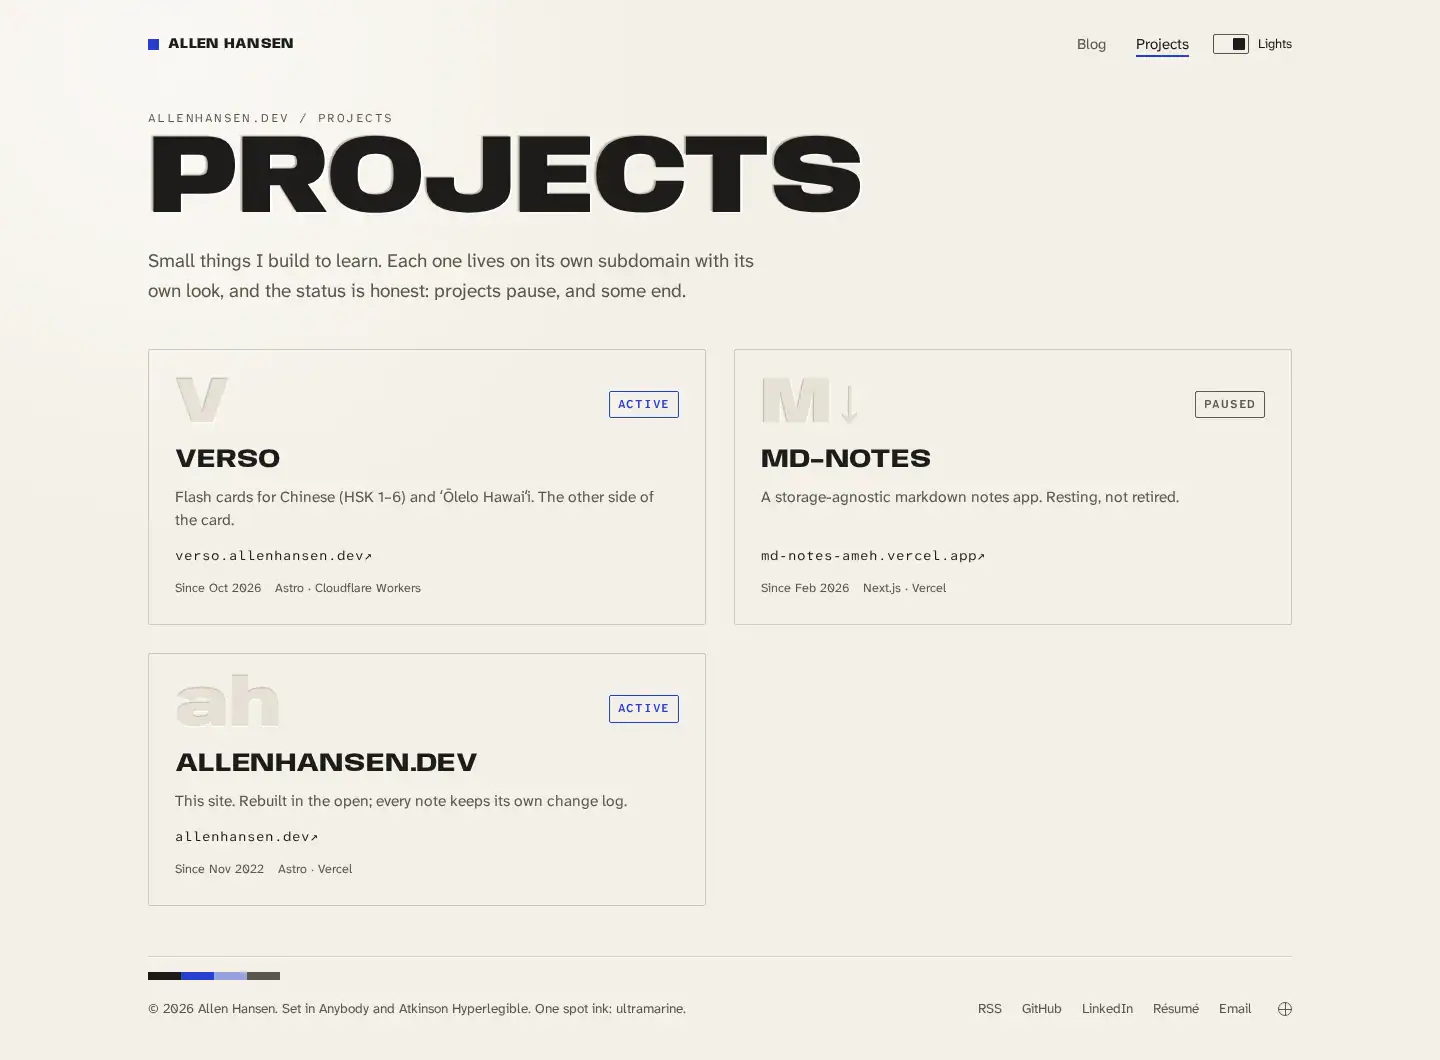 ALLEN HANSEN
Blog
Projects
Lights
ALLENHANSEN.DEV / PROJECTS
PROJECTS
Small things I build to learn. Each one lives on its own subdomain with its
own look, and the status is honest: projects pause, and some end.
V
ACTIVE
VERSO
Flash cards for Chinese (HSK 1–6) and ʻŌlelo Hawaiʻi. The other side of
the card.
verso.allenhansen.dev↗
Since Oct 2026 Astro · Cloudflare Workers
M↓
PAUSED
MD–NOTES
A storage-agnostic markdown notes app. Resting, not retired.
md-notes-ameh.vercel.app↗
Since Feb 2026 Next.js · Vercel
ah
ACTIVE
ALLENHANSEN.DEV
This site. Rebuilt in the open; every note keeps its own change log.
allenhansen.dev↗
Since Nov 2022 Astro · Vercel
© 2026 Allen Hansen. Set in Anybody and Atkinson Hyperlegible. One spot ink: ultramarine.
RSS GitHub LinkedIn Résumé Email